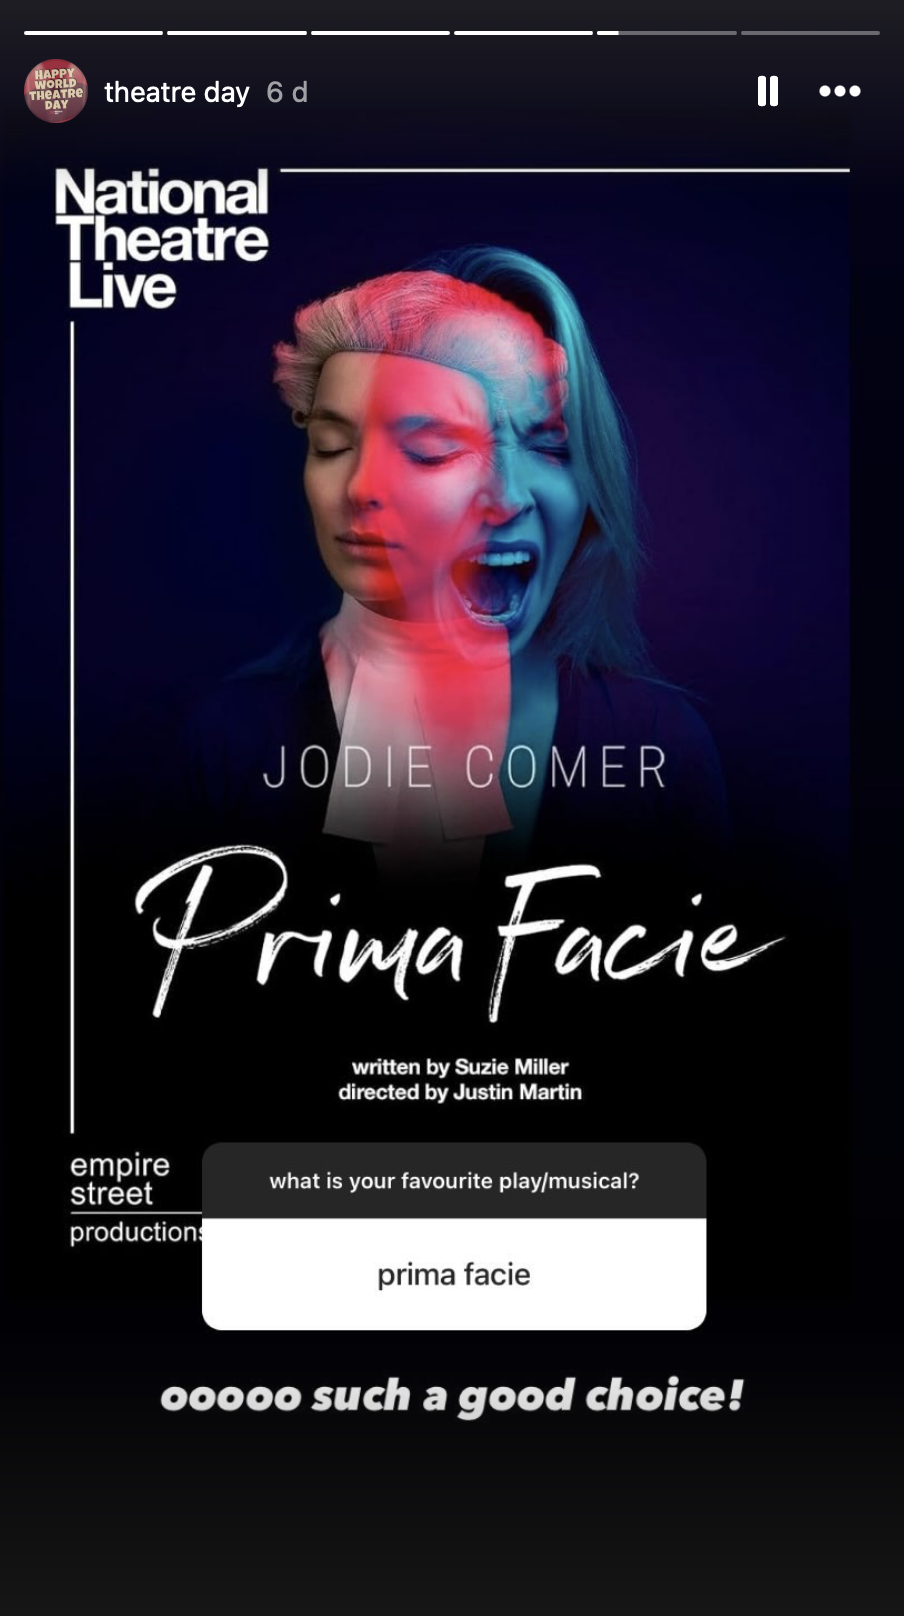 HAPPY
WORLD
THEATRE
DAY
theatre day 6 d
National
Theatre
Live
JODIE COMER
Prima Facie
written by Suzie Miller
directed by Justin Martin
empire
street
productions
what is your favourite play/musical?
prima facie
ooooo such a good choice!